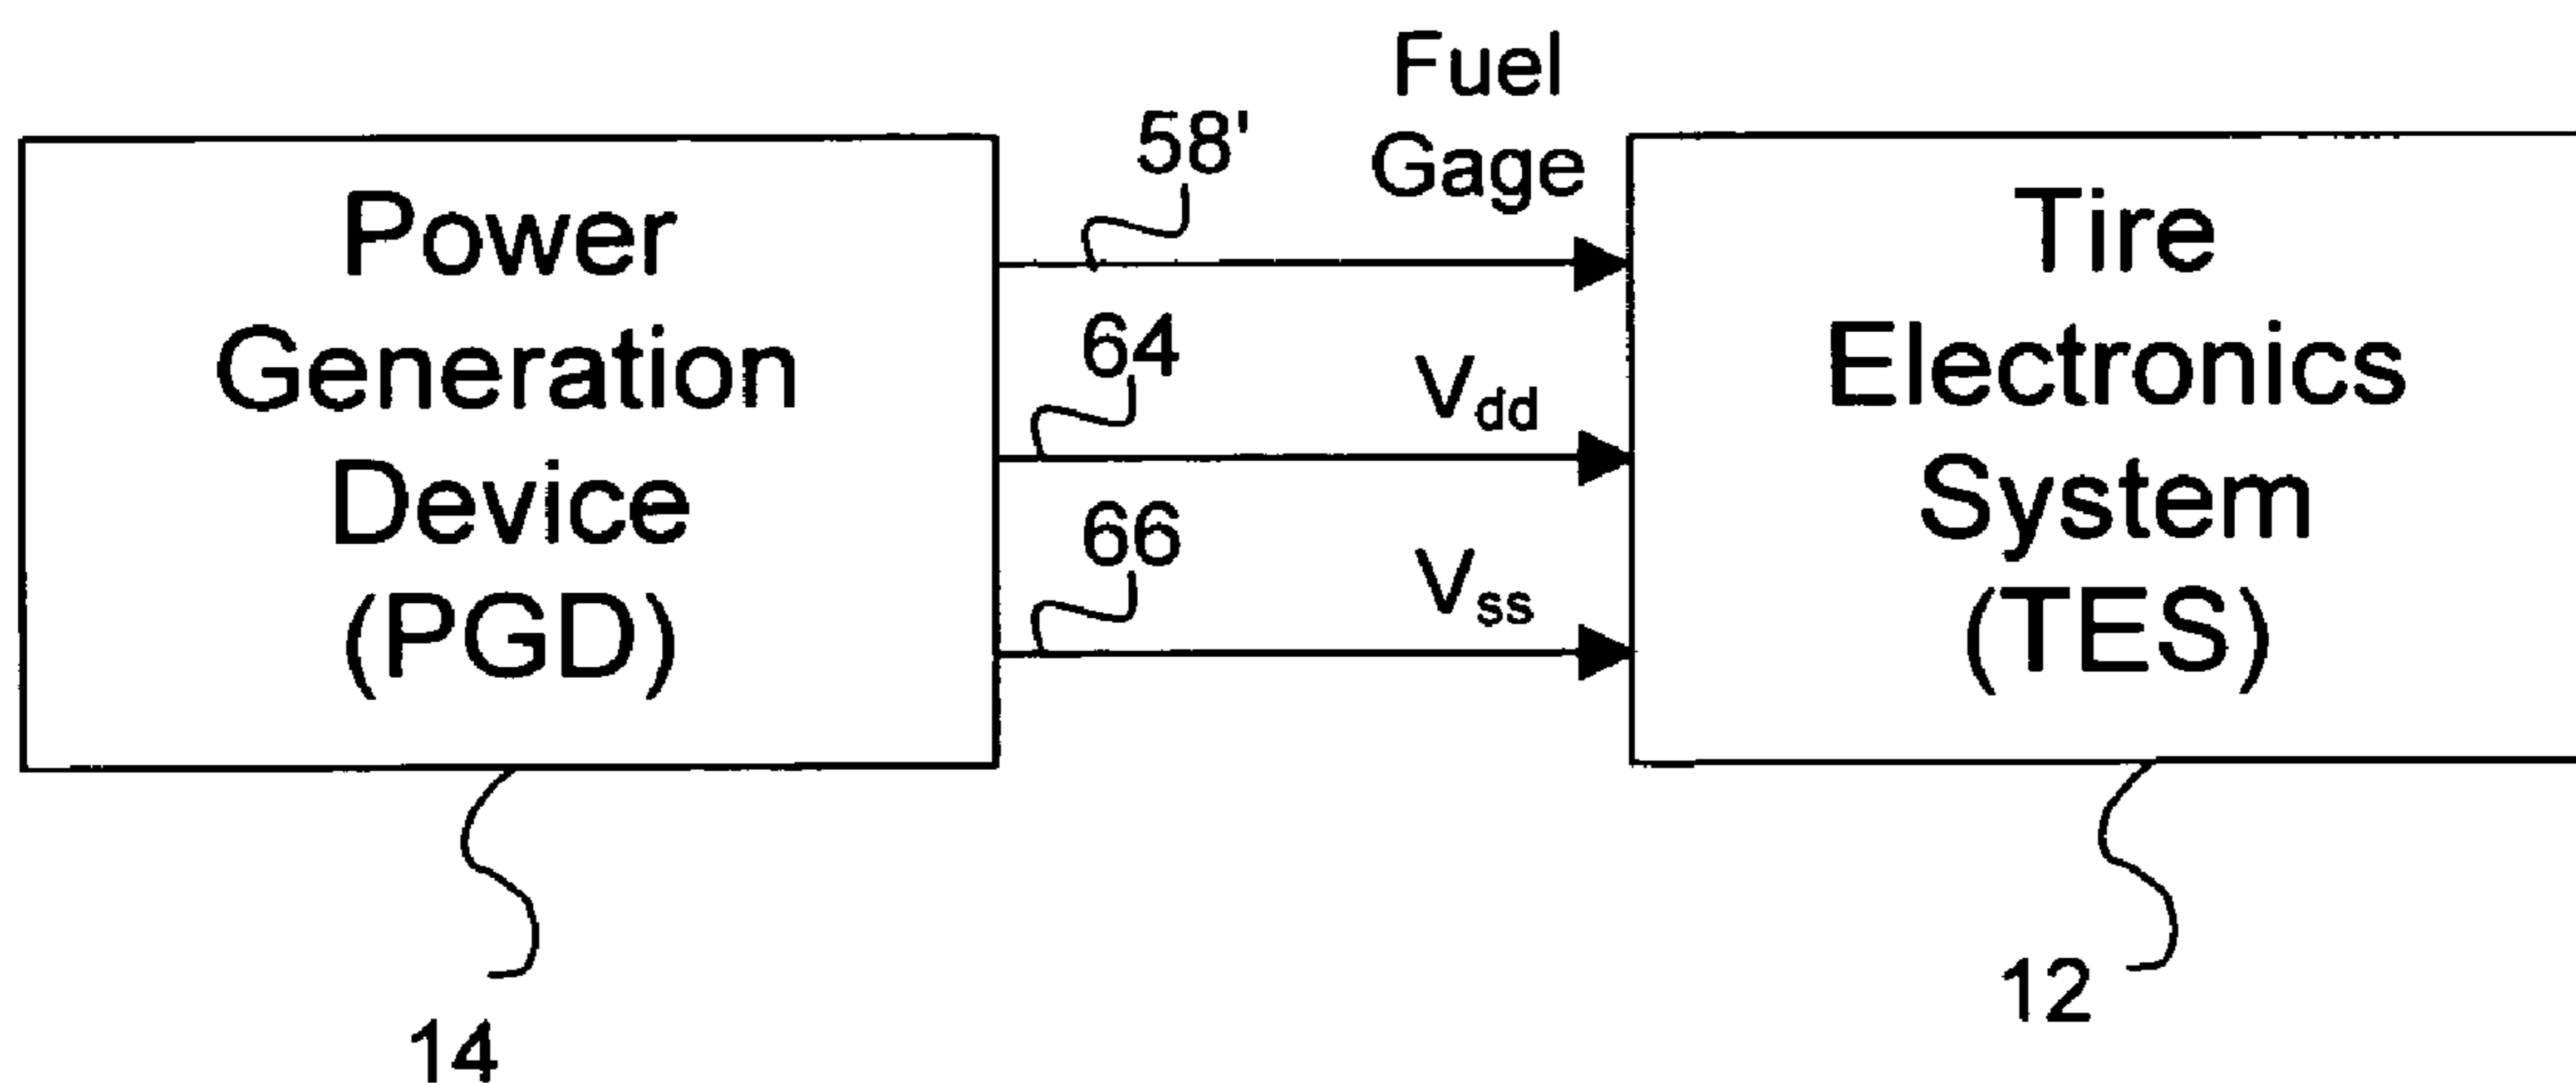 Power
Generation
Device
(PGD)
58'
Fuel
Gage
64
Vdd
66
Vss
Tire
Electronics
System
(TES)
14
12